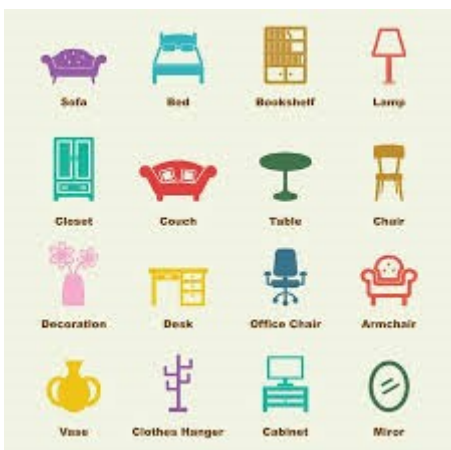 Sofa Bed Bookshelf Lamp
Closet Couch Table Chair
Decoration Desk Office Chair Armchair
Vase Clothes Hanger Cabinet Miror